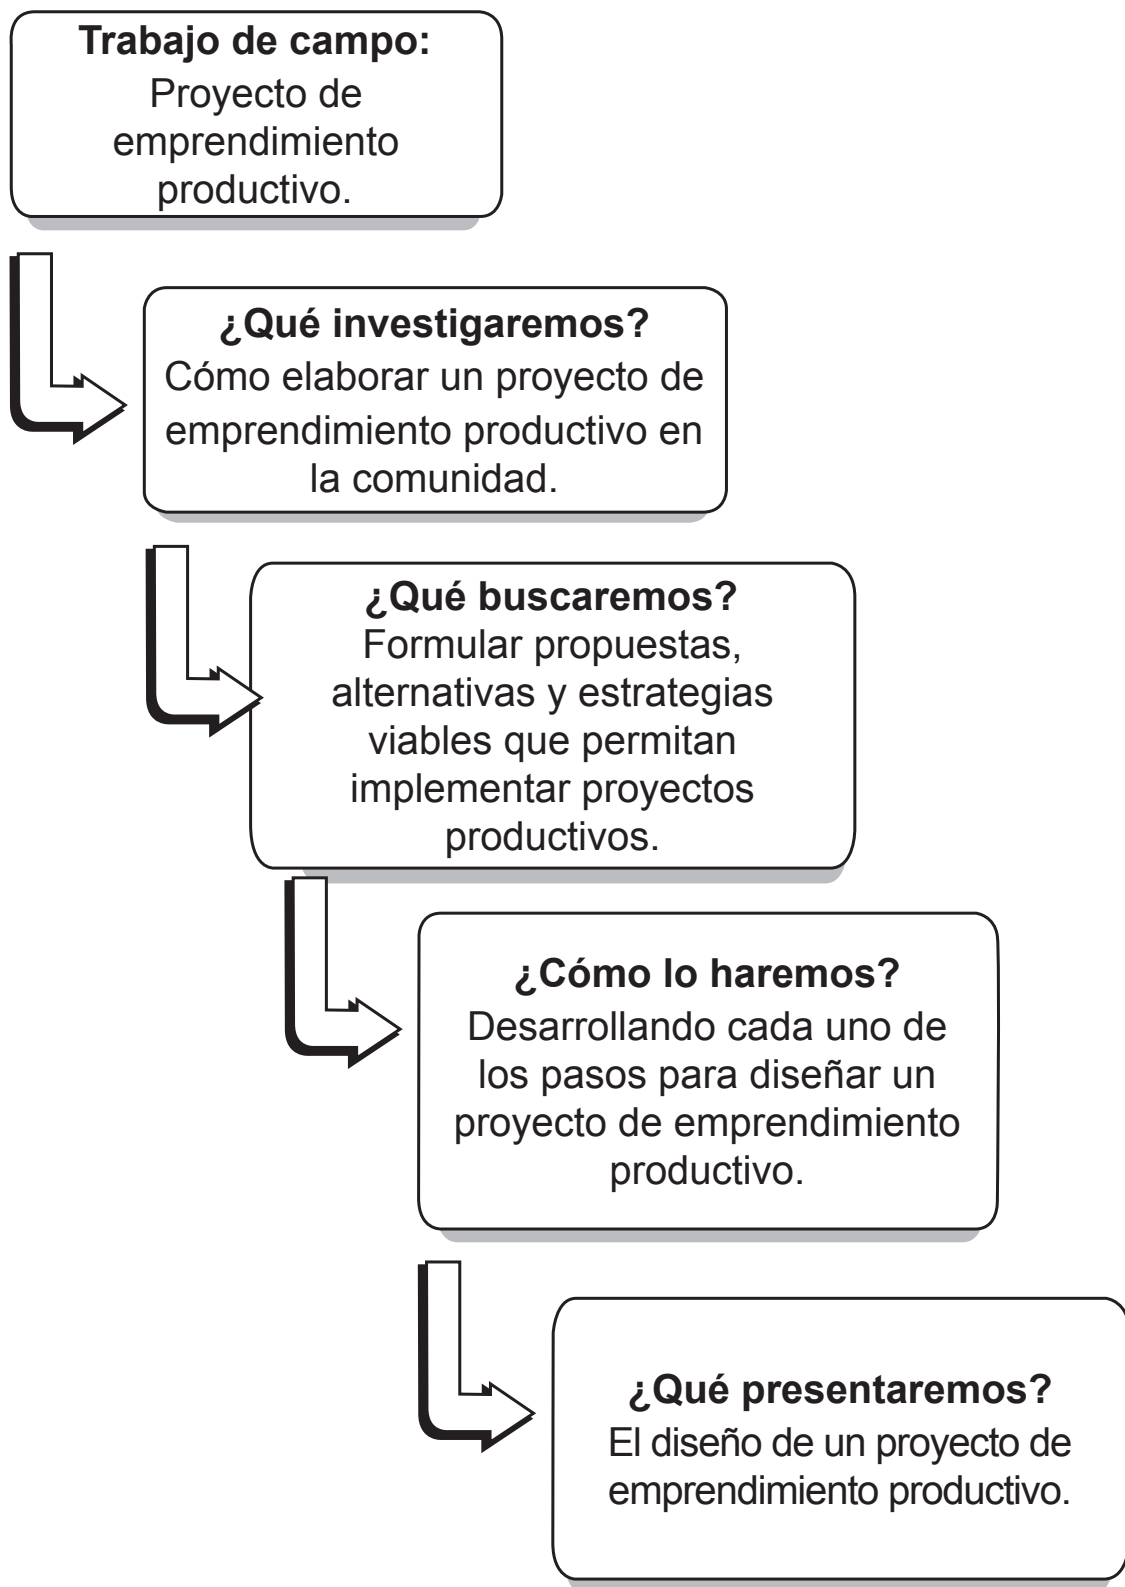 Trabajo de campo:
Proyecto de
emprendimiento
productivo.
¿Qué investigaremos?
Cómo elaborar un proyecto de
emprendimiento productivo en
la comunidad.
¿Qué buscaremos?
Formular propuestas,
alternativas y estrategias
viables que permitan
implementar proyectos
productivos.
¿Cómo lo haremos?
Desarrollando cada uno de
los pasos para diseñar un
proyecto de emprendimiento
productivo.
¿Qué presentaremos?
El diseño de un proyecto de
emprendimiento productivo.